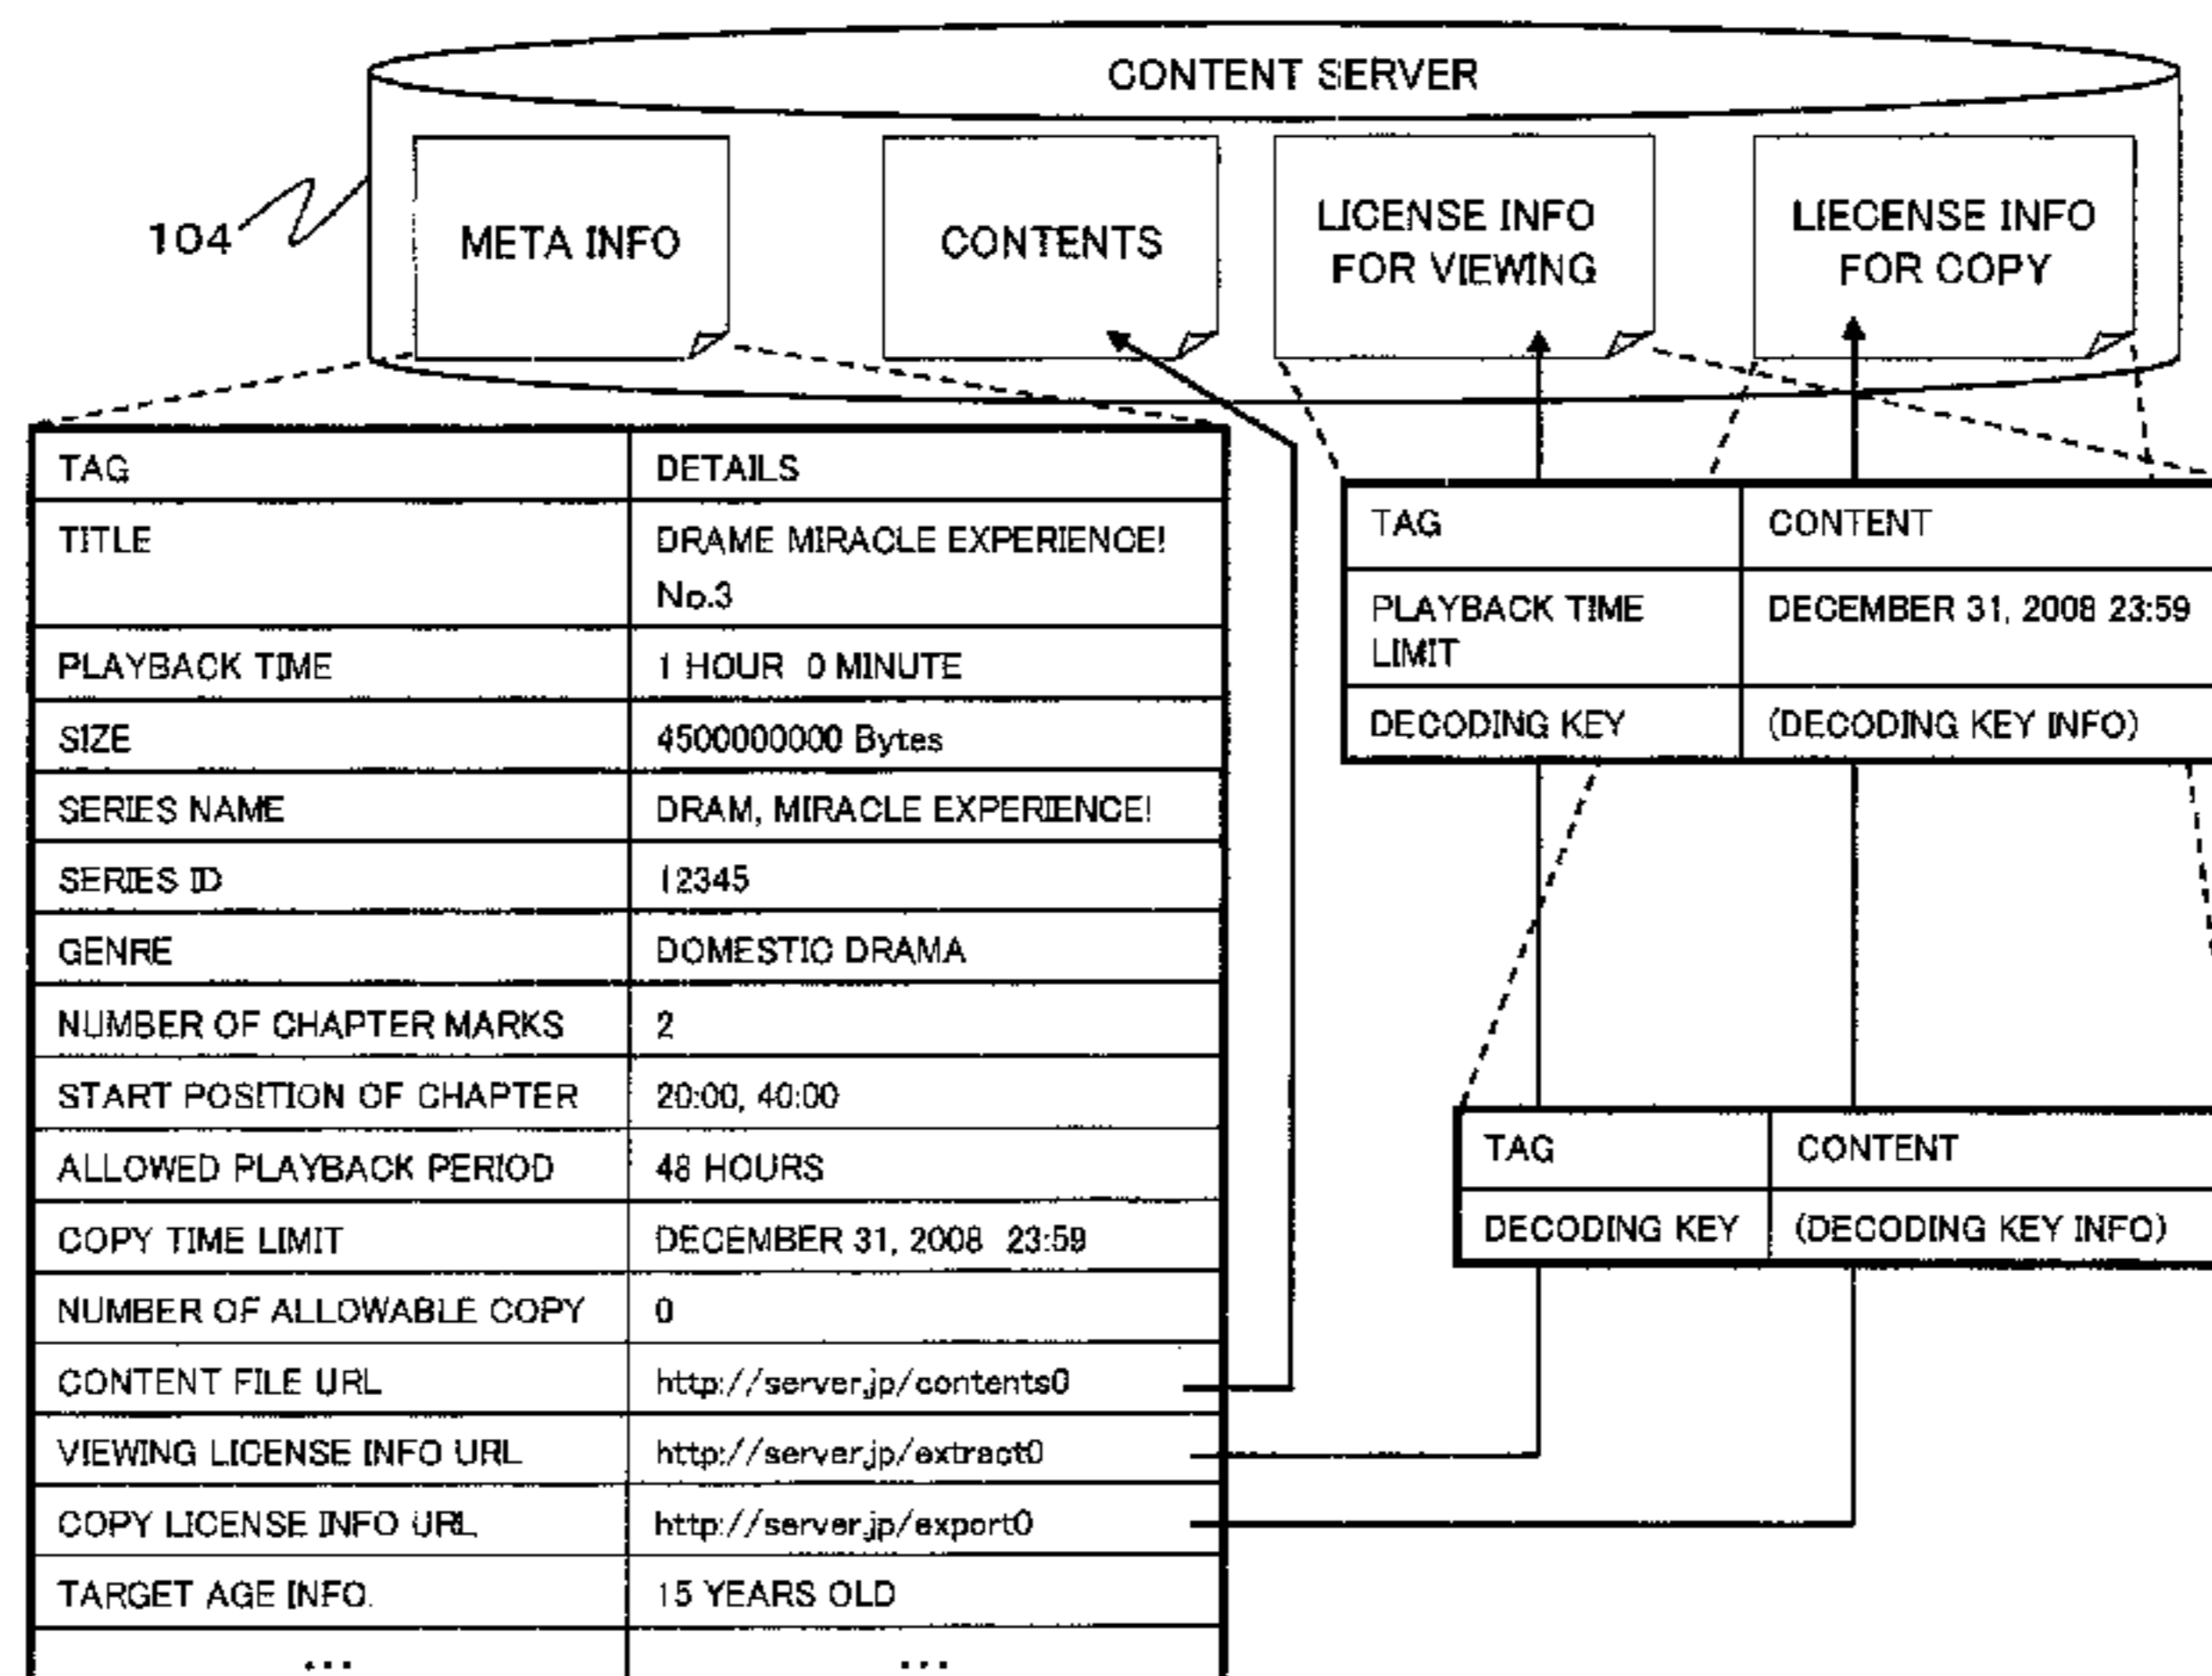 CONTENT SERVER
104
META INFO
CONTENTS
LICENSE INFO
FOR VIEWING
LIECENSE INFO
FOR COPY
TAG DETAILS
TITLE DRAME MIRACLE EXPERIENCE!
No.3
PLAYBACK TIME 1 HOUR 0 MINUTE
SIZE 4500000000 Bytes
SERIES NAME DRAM, MIRACLE EXPERIENCE!
SERIES ID 12345
GENRE DOMESTIC DRAMA
NUMBER OF CHAPTER MARKS 2
START POSITION OF CHAPTER 20:00, 40:00
ALLOWED PLAYBACK PERIOD 48 HOURS
COPY TIME LIMIT DECEMBER 31, 2008 23:59
NUMBER OF ALLOWABLE COPY 0
CONTENT FILE URL http://server.jp/contents0
VIEWING LICENSE INFO URL http://server.jp/extract0
COPY LICENSE INFO URL http://server.jp/export0
TARGET AGE INFO. 15 YEARS OLD
... ...
TAG CONTENT
PLAYBACK TIME DECEMBER 31, 2008 23:59
LIMIT
DECODING KEY (DECODING KEY INFO)
TAG CONTENT
DECODING KEY (DECODING KEY INFO)